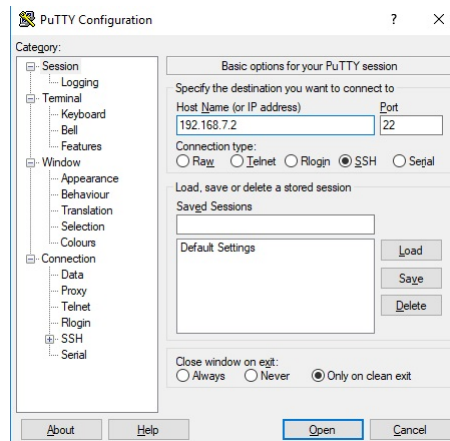 PuTTY Configuration ? X
Category:
Session
Logging
Terminal
Keyboard
Bell
Features
Window
Appearance
Behaviour
Translation
Selection
Colours
Connection
Data
Proxy
Telnet
Rlogin
SSH
Serial
Basic options for your PuTTY session
Specify the destination you want to connect to
Host Name (or IP address) Port
192.168.7.2 22
Connection type:
Raw Telnet Rlogin SSH Serial
Load, save or delete a stored session
Saved Sessions
Default Settings
Load
Save
Delete
Close window on exit:
Always Never Only on clean exit
About Help Open Cancel